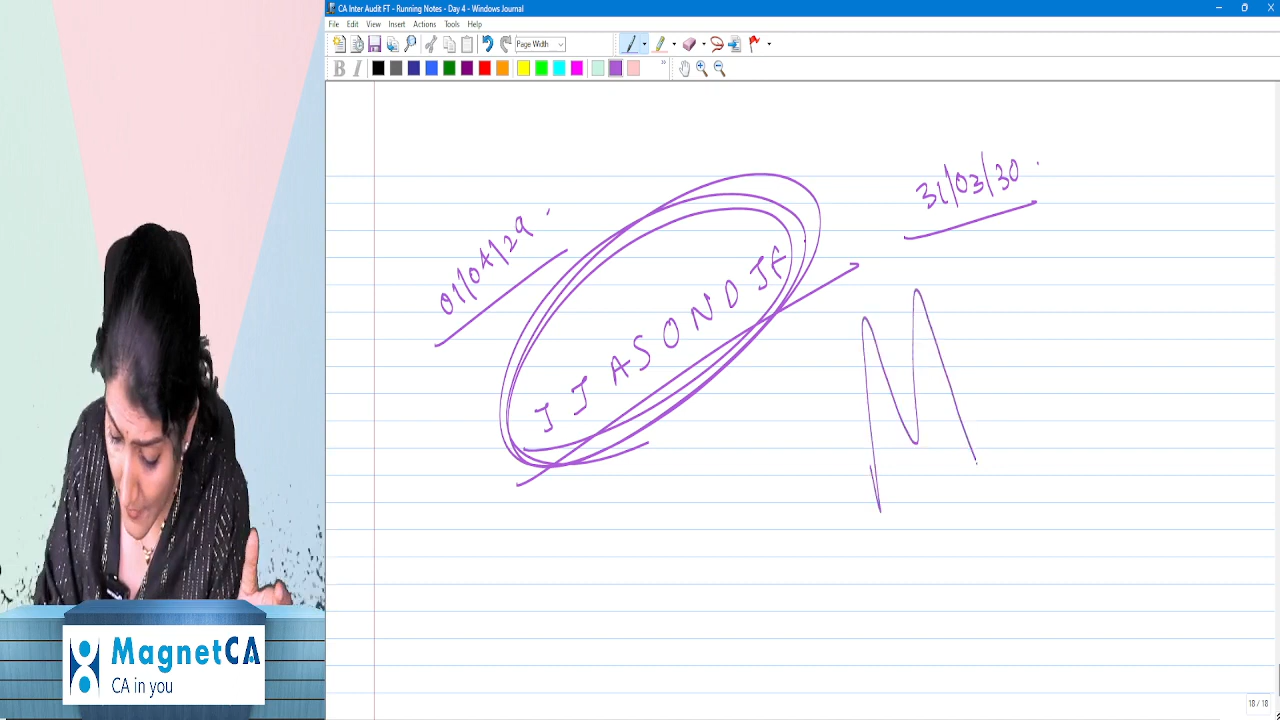 CA Inter Audit FT - Running Notes - Day 4 - Windows Journal
File Edit View Insert Actions Tools Help
Page Width
B I
01/04/29
31/03/30
J J A S O N D J F
M
MagnetCA
CA in you
18 / 18